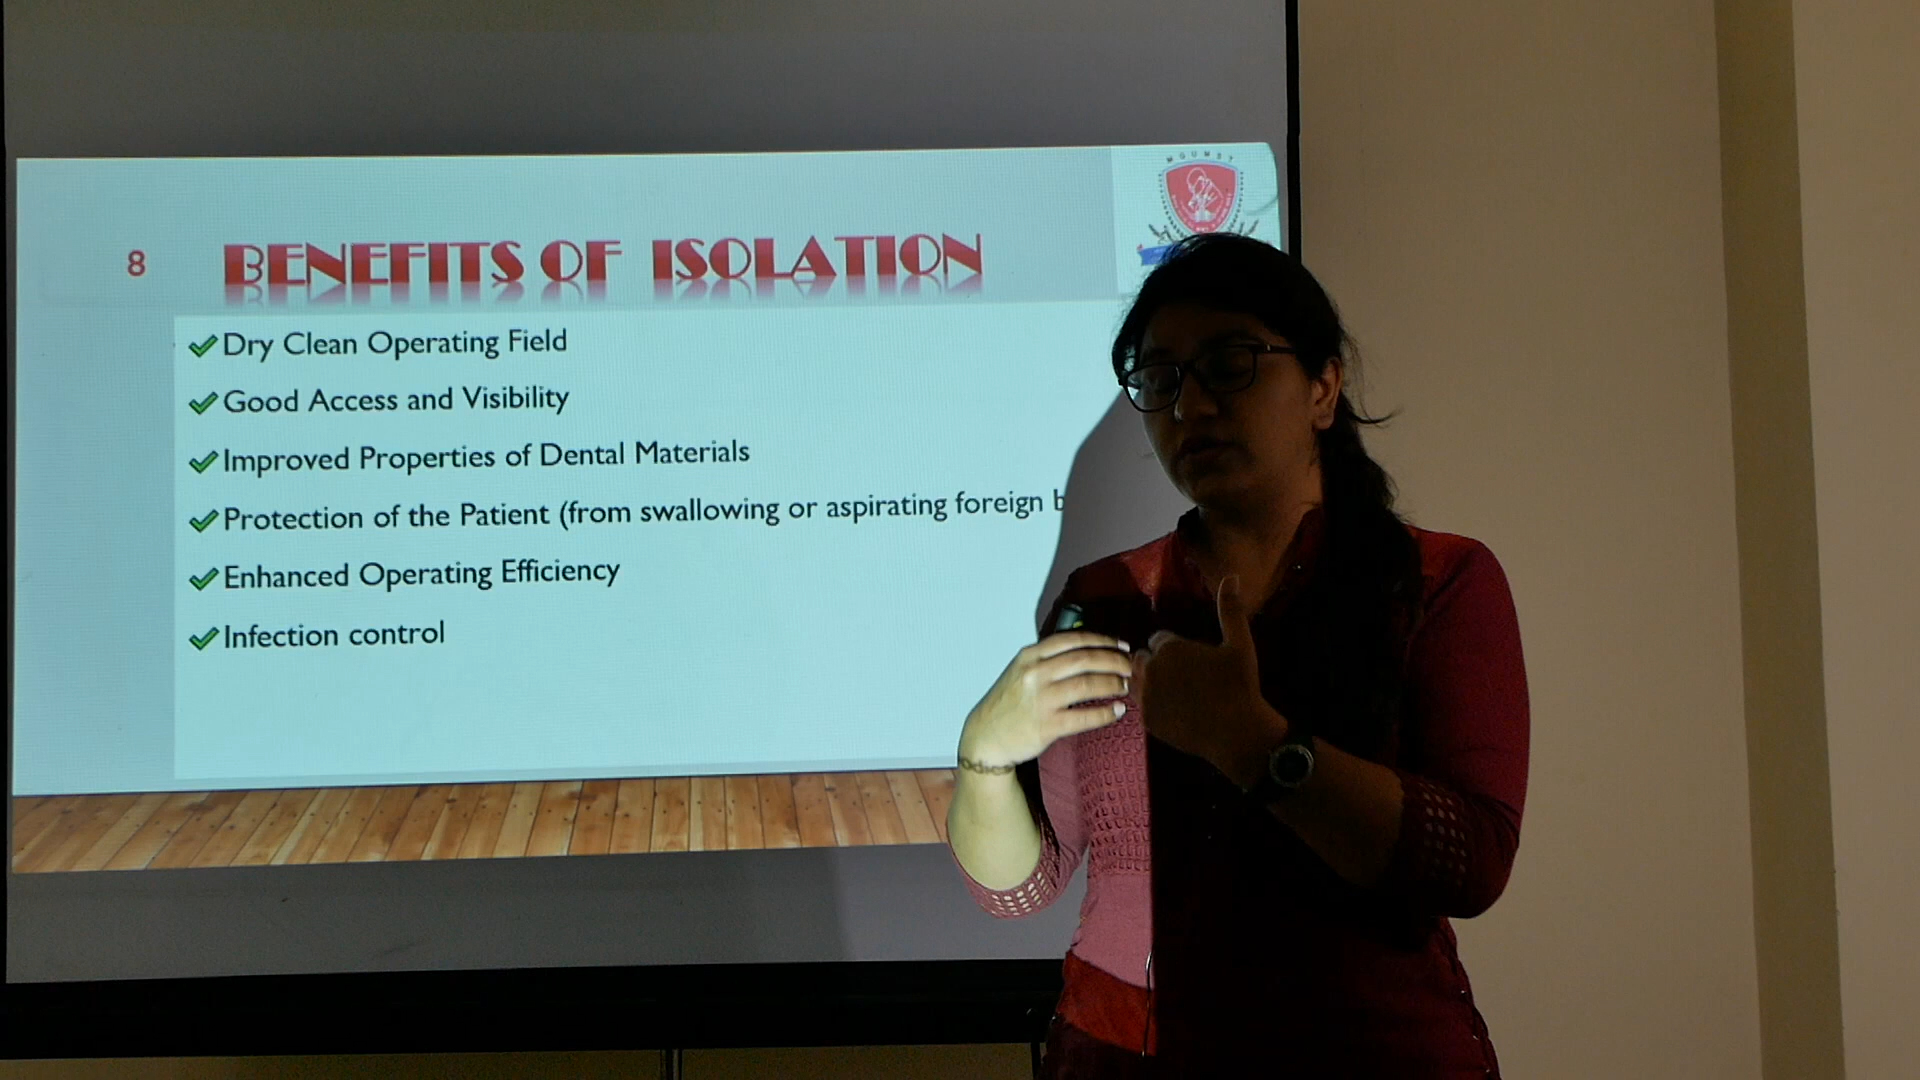 MGUMST
8
BENEFITS OF ISOLATION
Dry Clean Operating Field
Good Access and Visibility
Improved Properties of Dental Materials
Protection of the Patient (from swallowing or aspirating foreign b
Enhanced Operating Efficiency
Infection control